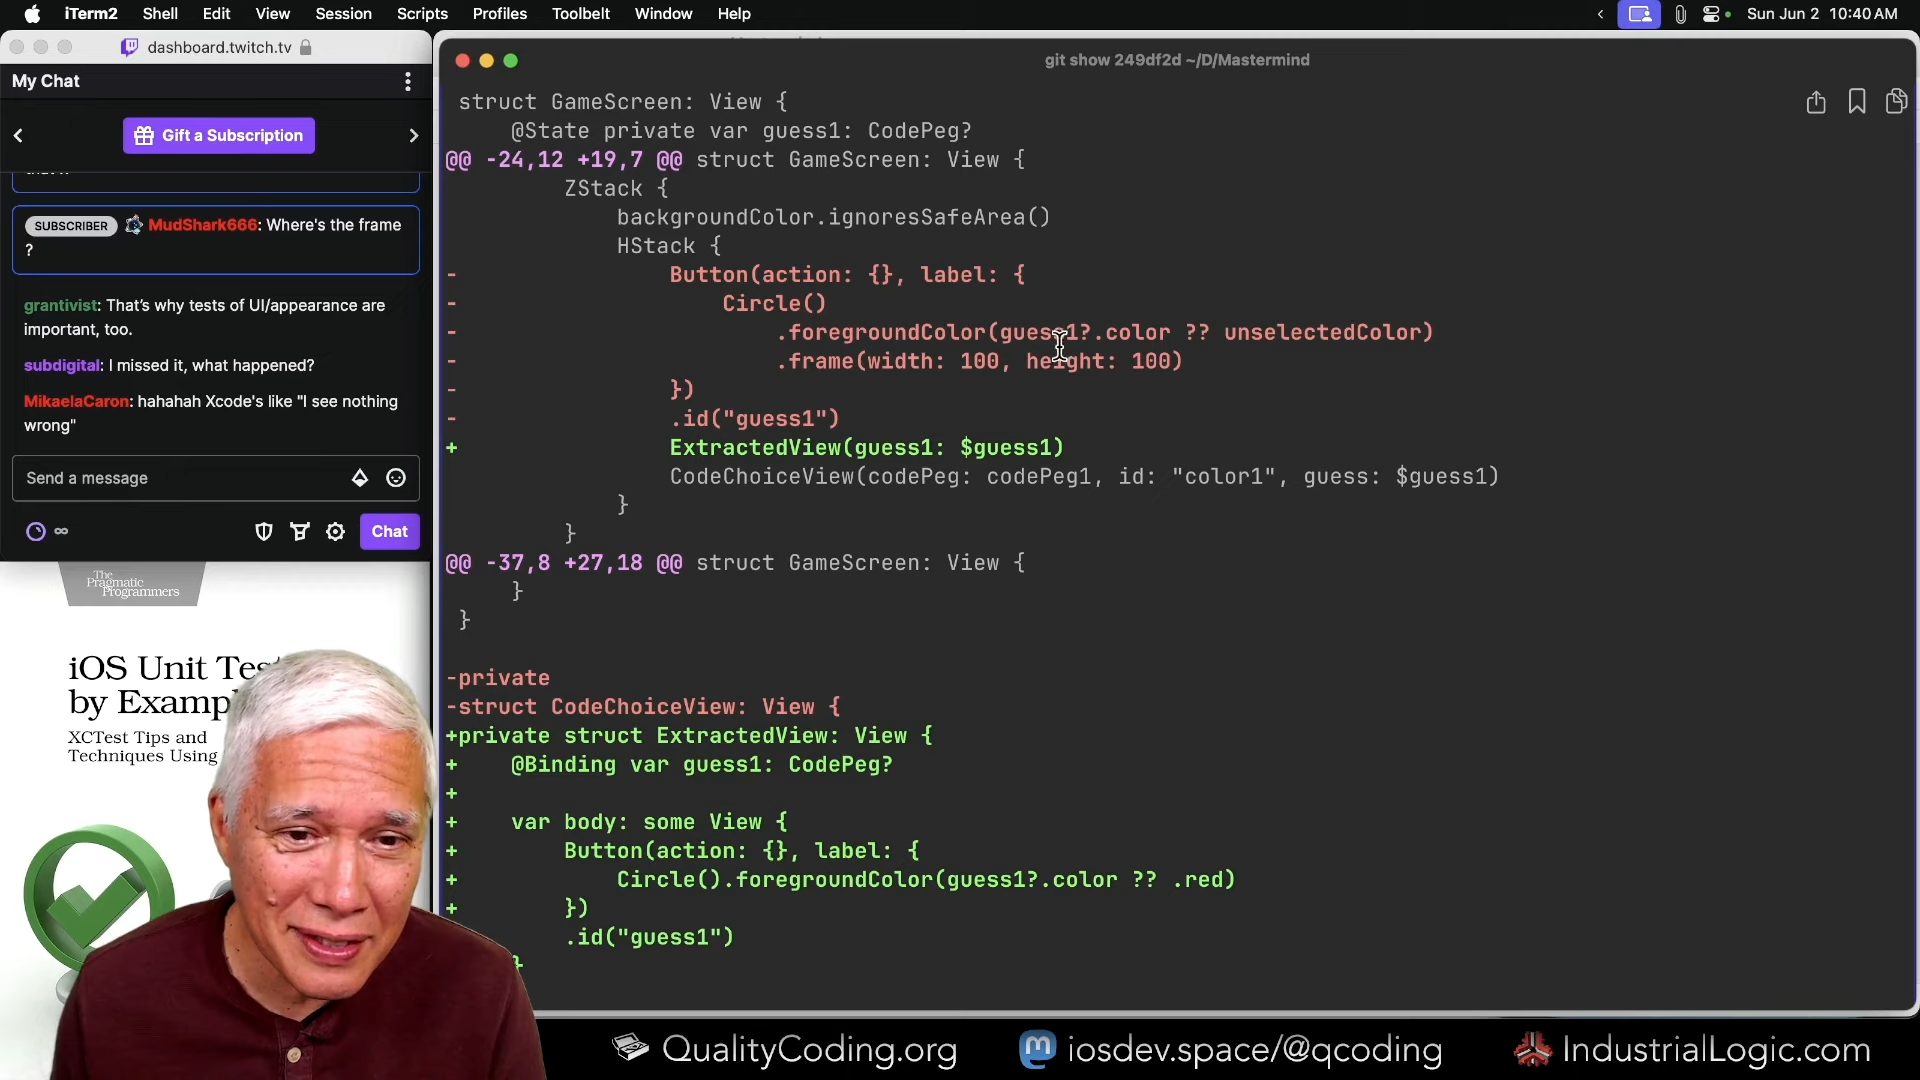 iTerm2 Shell Edit View Session Scripts Profiles Toolbelt Window Help
Sun Jun 2 10:40 AM
dashboard.twitch.tv
My Chat
Gift a Subscription
SUBSCRIBER MudShark666: Where's the frame
?
grantivist: That's why tests of UI/appearance are
important, too.
subdigital: I missed it, what happened?
MikaelaCaron: hahahah Xcode's like "I see nothing
wrong"
Send a message
Chat
The
Pragmatic
Programmers
iOS Unit Tes
by Examp
XCTest Tips and
Techniques Using
git show 249df2d ~/D/Mastermind
struct GameScreen: View {
@State private var guess1: CodePeg?
@@ -24,12 +19,7 @@ struct GameScreen: View {
ZStack {
backgroundColor.ignoresSafeArea()
HStack {
- Button(action: {}, label: {
- Circle()
- .foregroundColor(guess1?.color ?? unselectedColor)
- .frame(width: 100, height: 100)
- })
- .id("guess1")
+ ExtractedView(guess1: $guess1)
CodeChoiceView(codePeg: codePeg1, id: "color1", guess: $guess1)
}
}
@@ -37,8 +27,18 @@ struct GameScreen: View {
}
}
-private
-struct CodeChoiceView: View {
+private struct ExtractedView: View {
+ @Binding var guess1: CodePeg?
+
+ var body: some View {
+ Button(action: {}, label: {
+ Circle().foregroundColor(guess1?.color ?? .red)
+ })
.id("guess1")
}
QualityCoding.org
iosdev.space/@qcoding
IndustrialLogic.com